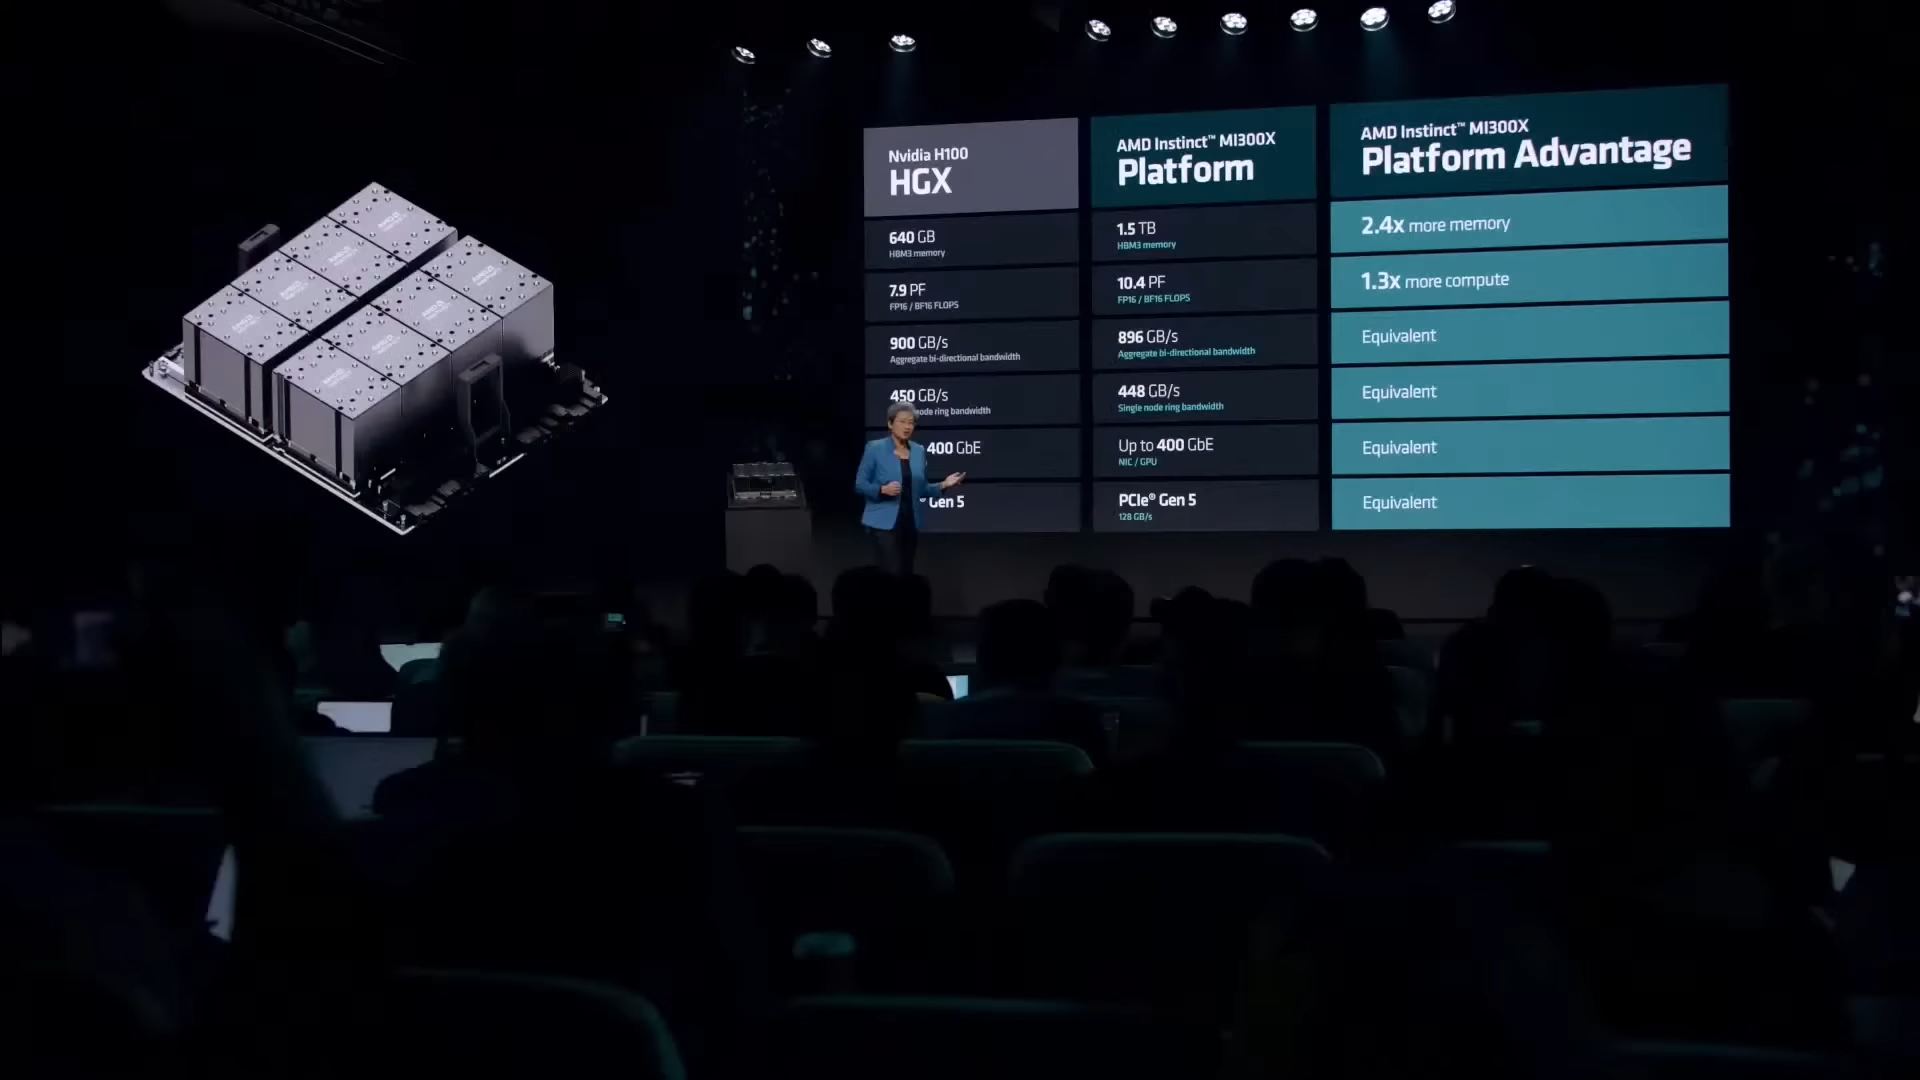 Nvidia H100
HGX
640 GB
HBM3 memory
7.9 PF
FP16 / BF16 FLOPS
900 GB/s
Aggregate bi-directional bandwidth
450 GB/s
node ring bandwidth
400 GbE
Gen 5
AMD Instinct™ MI300X
Platform
1.5 TB
HBM3 memory
10.4 PF
FP16 / BF16 FLOPS
896 GB/s
Aggregate bi-directional bandwidth
448 GB/s
Single node ring bandwidth
Up to 400 GbE
NIC / GPU
PCIe® Gen 5
128 GB/s
AMD Instinct™ MI300X
Platform Advantage
2.4x more memory
1.3x more compute
Equivalent
Equivalent
Equivalent
Equivalent